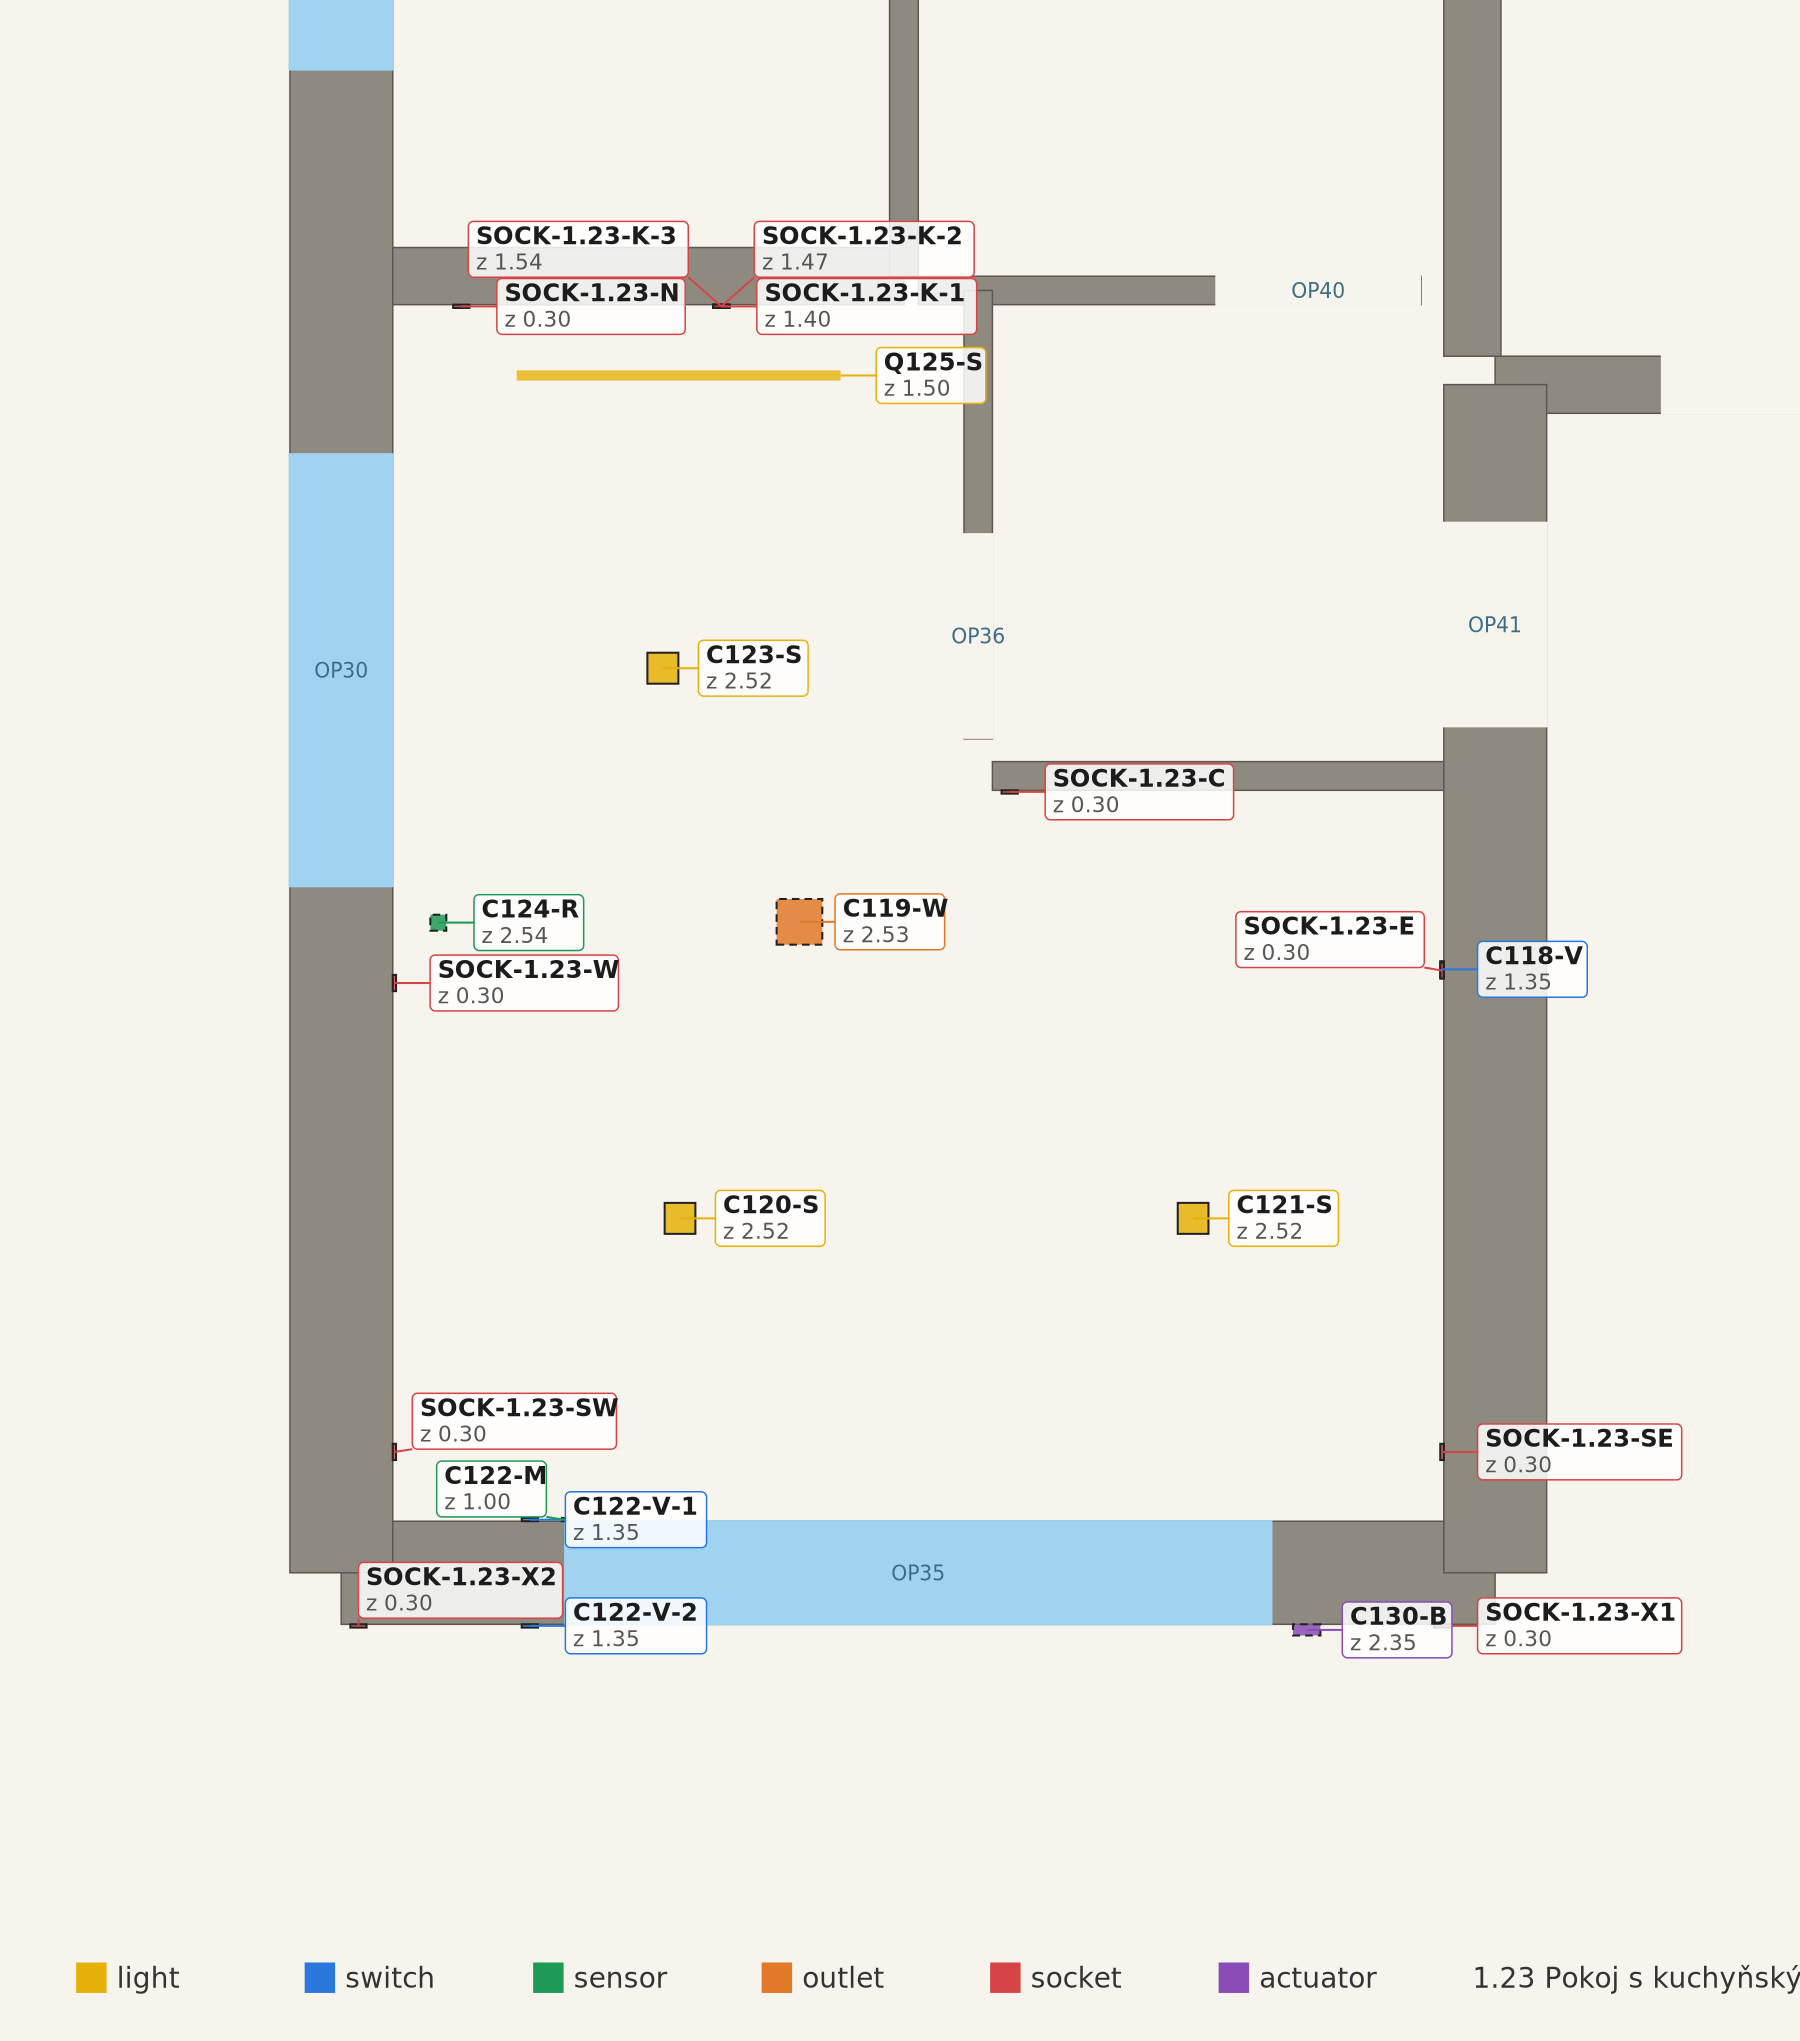 SOCK-1.23-K-3
z 1.54
SOCK-1.23-K-2
z 1.47
SOCK-1.23-N
z 0.30
SOCK-1.23-K-1
z 1.40
OP40
Q125-S
z 1.50
C123-S
z 2.52
OP36
OP41
OP30
SOCK-1.23-C
z 0.30
C124-R
z 2.54
C119-W
z 2.53
SOCK-1.23-E
z 0.30
C118-V
z 1.35
SOCK-1.23-W
z 0.30
C120-S
z 2.52
C121-S
z 2.52
SOCK-1.23-SW
z 0.30
SOCK-1.23-SE
z 0.30
C122-M
z 1.00
C122-V-1
z 1.35
OP35
SOCK-1.23-X2
z 0.30
C122-V-2
z 1.35
C130-B
z 2.35
SOCK-1.23-X1
z 0.30
light
switch
sensor
outlet
socket
actuator
1.23 Pokoj s kuchyňský